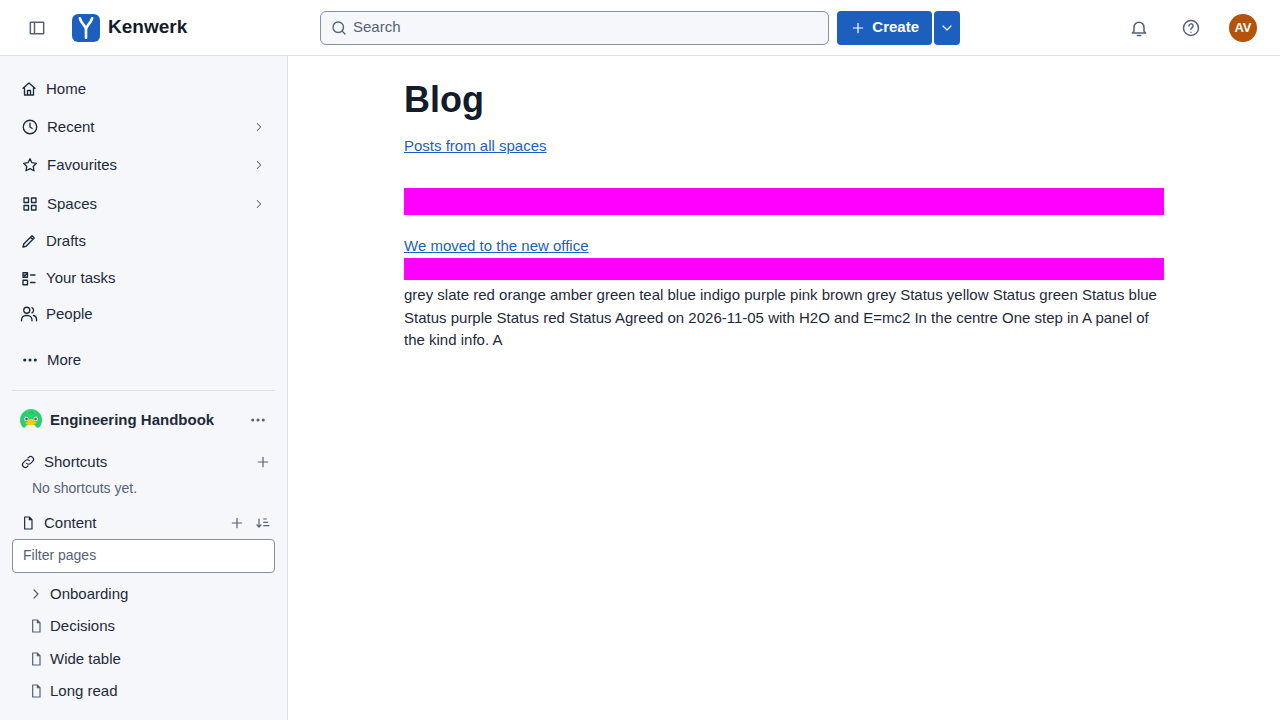 Kenwerk
Search
Create
AV
Home
Recent
Favourites
Spaces
Drafts
Your tasks
People
More
Engineering Handbook
Shortcuts
No shortcuts yet.
Content
Filter pages
Onboarding
Decisions
Wide table
Long read
Blog
Posts from all spaces
We moved to the new office
grey slate red orange amber green teal blue indigo purple pink brown grey Status yellow Status green Status blue
Status purple Status red Status Agreed on 2026-11-05 with H2O and E=mc2 In the centre One step in A panel of
the kind info. A